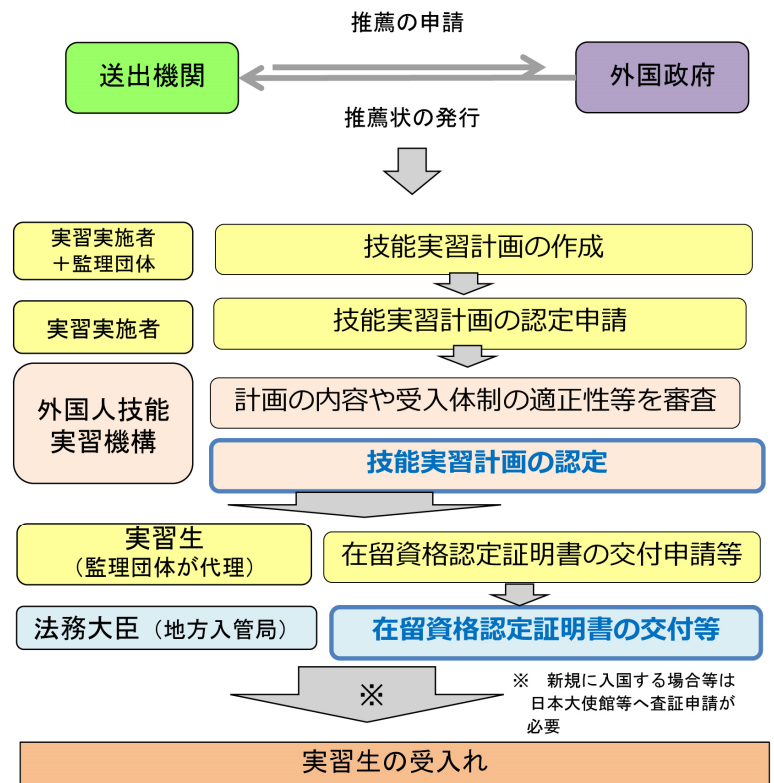 推薦の申請
送出機関
外国政府
推薦状の発行
実習実施者
＋監理団体
技能実習計画の作成
実習実施者
技能実習計画の認定申請
外国人技能
実習機構
計画の内容や受入体制の適正性等を審査
技能実習計画の認定
実習生
（監理団体が代理）
在留資格認定証明書の交付申請等
法務大臣（地方入管局）
在留資格認定証明書の交付等
※
※　新規に入国する場合等は
日本大使館等へ査証申請が
必要
実習生の受入れ